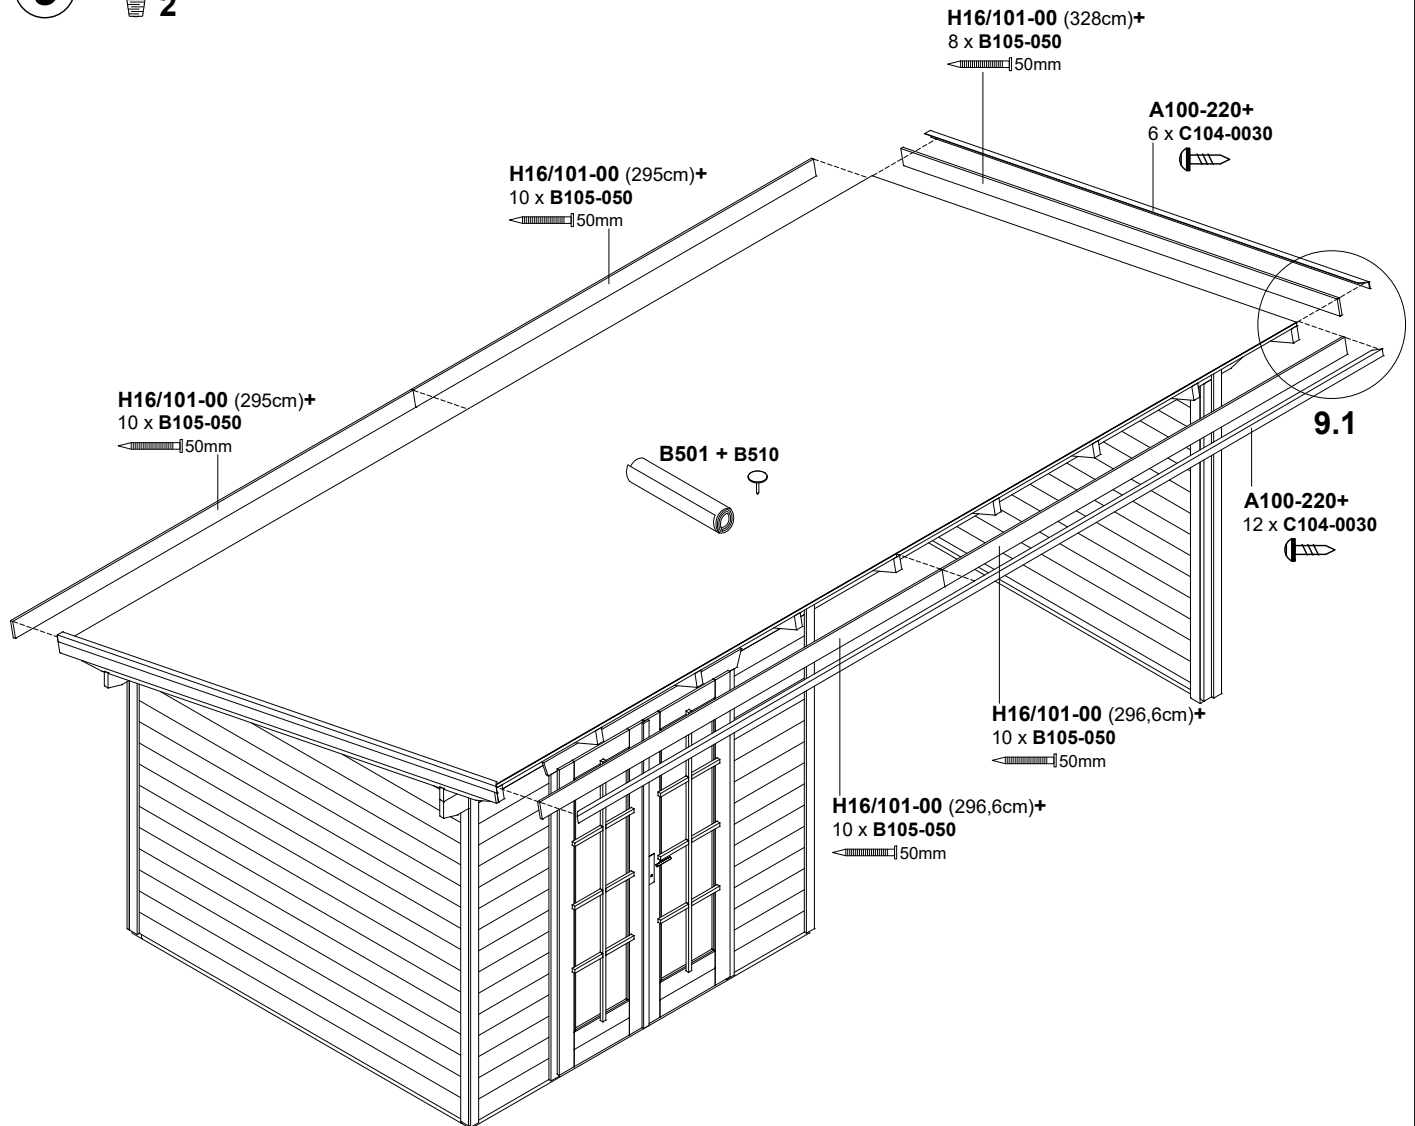 2
H16/101-00 (328cm)+
8 x B105-050
50mm
A100-220+
6 x C104-0030
H16/101-00 (295cm)+
10 x B105-050
50mm
H16/101-00 (295cm)+
10 x B105-050
50mm
B501 + B510
9.1
A100-220+
12 x C104-0030
H16/101-00 (296,6cm)+
10 x B105-050
50mm
H16/101-00 (296,6cm)+
10 x B105-050
50mm